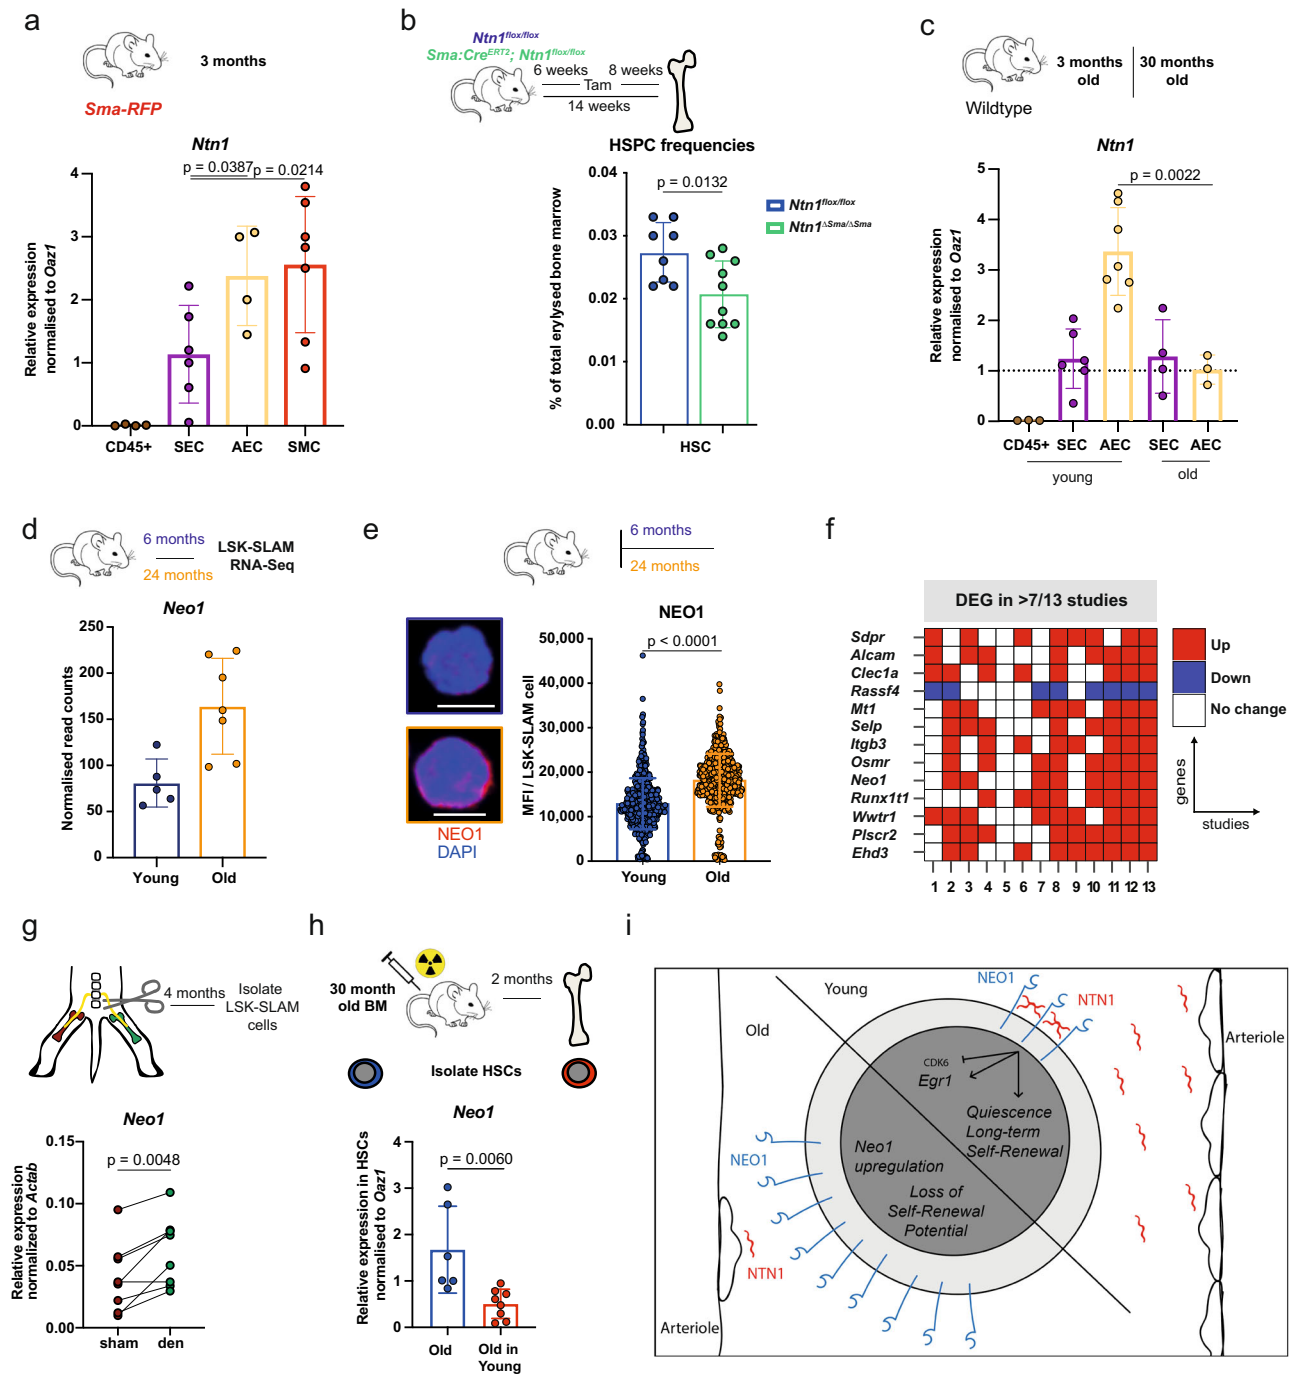 a
3 months
Sma-RFP
Ntn1
p = 0.0387
p = 0.0214
Relative expression
normalised to Oaz1
4
3
2
1
0
CD45+ SEC AEC SMC
b
Ntn1flox/flox
Sma:CreERT2; Ntn1flox/flox
6 weeks 8 weeks
Tam
14 weeks
HSPC frequencies
p = 0.0132
% of total erylysed bone marrow
0.04
0.03
0.02
0.01
0.00
HSC
Ntn1flox/flox
Ntn1ΔSma/ΔSma
c
3 months
old
30 months
old
Wildtype
Ntn1
p = 0.0022
Relative expression
normalised to Oaz1
5
4
3
2
1
0
CD45+ SEC AEC SEC AEC
young old
d
6 months
24 months
LSK-SLAM
RNA-Seq
Neo1
Normalised read counts
250
200
150
100
50
0
Young Old
e
6 months
24 months
NEO1
DAPI
NEO1
p < 0.0001
MFI / LSK-SLAM cell
50,000
40,000
30,000
20,000
10,000
0
Young Old
f
DEG in >7/13 studies
Sdpr
Alcam
Clec1a
Rassf4
Mt1
Selp
Itgb3
Osmr
Neo1
Runx1t1
Wwtr1
Plscr2
Ehd3
1 2 3 4 5 6 7 8 9 10 11 12 13
Up
Down
No change
genes
studies
g
4 months
Isolate
LSK-SLAM
cells
Neo1
p = 0.0048
Relative expression
normalized to Actab
0.15
0.10
0.05
0.00
sham den
h
30 month
old BM
2 months
Isolate HSCs
Neo1
p = 0.0060
Relative expression in HSCs
normalised to Oaz1
4
3
2
1
0
Old
Old in
Young
i
Young
Old
NEO1
NTN1
Arteriole
CDK6
Egr1
Quiescence
Long-term
Self-Renewal
Neo1
upregulation
Loss of
Self-Renewal
Potential
NEO1
NTN1
Arteriole